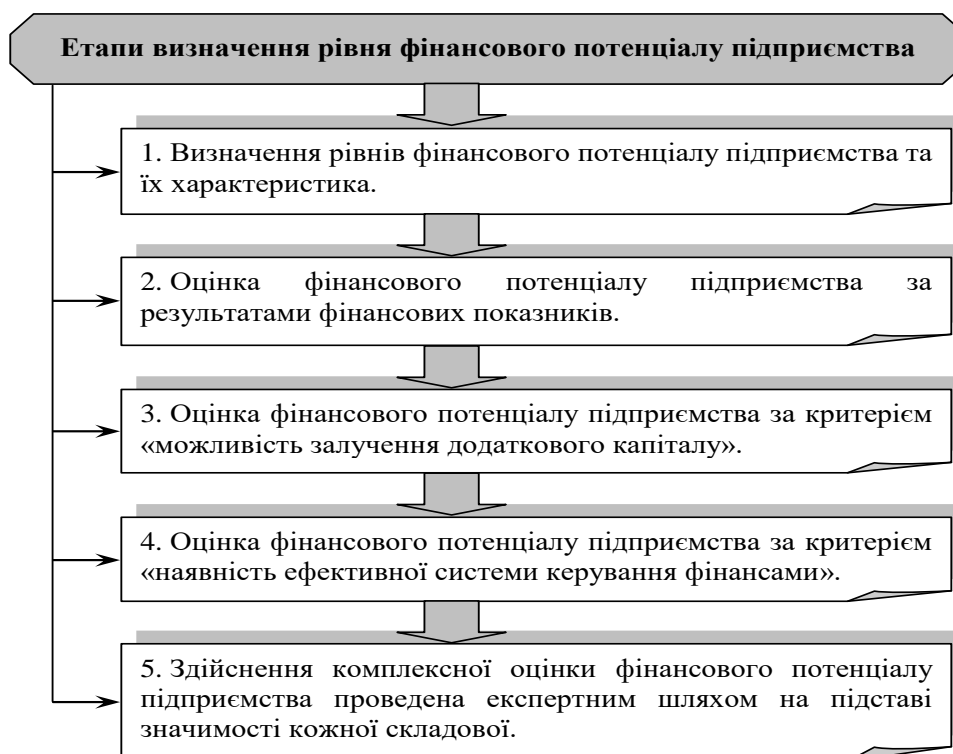 Етапи визначення рівня фінансового потенціалу підприємства
1. Визначення рівнів фінансового потенціалу підприємства та
їх характеристика.
2. Оцінка фінансового потенціалу підприємства за
результатами фінансових показників.
3. Оцінка фінансового потенціалу підприємства за критерієм
«можливість залучення додаткового капіталу».
4. Оцінка фінансового потенціалу підприємства за критерієм
«наявність ефективної системи керування фінансами».
5. Здійснення комплексної оцінки фінансового потенціалу
підприємства проведена експертним шляхом на підставі
значимості кожної складової.